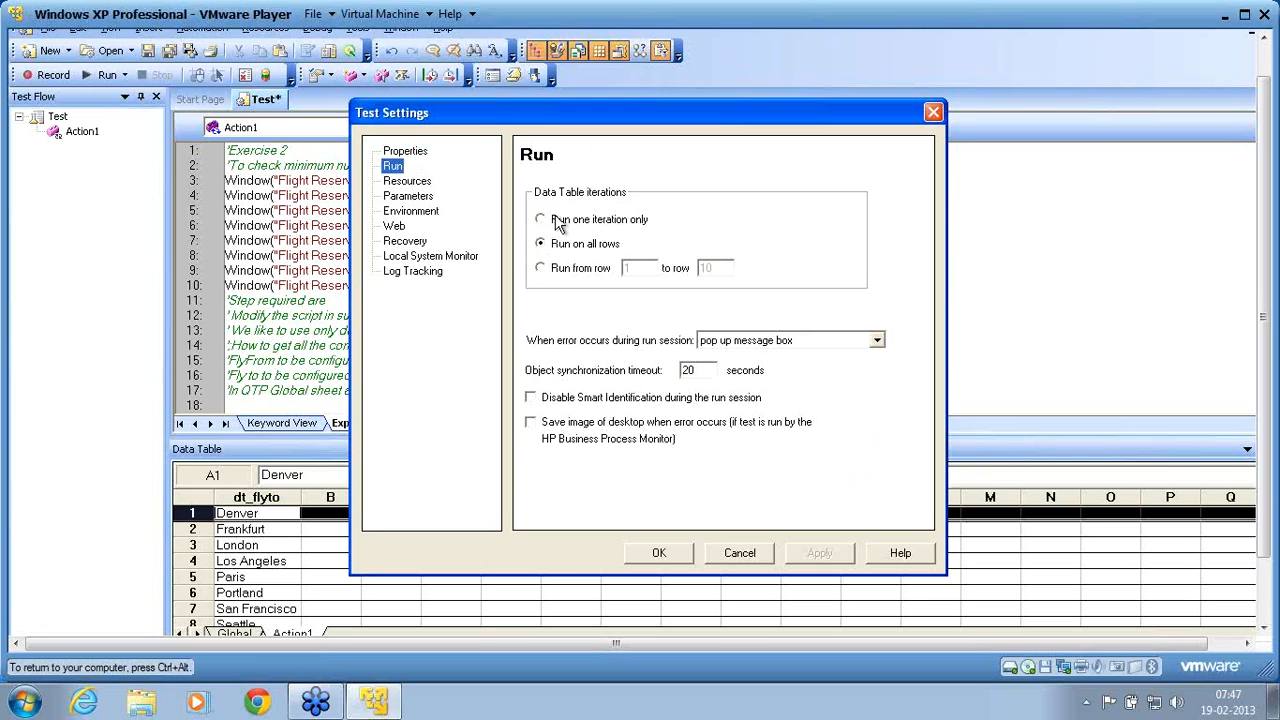 Windows XP Professional - VMware Player File Virtual Machine Help
New Open
Record Run Stop
Test Flow
Test
Action1
Start Page Test*
Action1
1: 'Exercise 2
2: 'To check minimum nu
3: Window("Flight Reser
4: Window("Flight Reser
5: Window("Flight Reser
6: Window("Flight Reser
7: Window("Flight Reser
8: Window("Flight Reser
9: Window("Flight Reser
10: Window("Flight Reser
11: 'Step required are
12: 'Modify the script in su
13: 'We like to use only d
14: 'How to get all the con
15: 'FlyFrom to be configur
16: 'Fly to to be configured
17: 'In QTP Global sheet a
18:
Keyword View Exp
Test Settings
Properties
Run
Resources
Parameters
Environment
Web
Recovery
Local System Monitor
Log Tracking
Run
Data Table iterations
Run one iteration only
Run on all rows
Run from row 1 to row 10
When error occurs during run session: pop up message box
Object synchronization timeout: 20 seconds
Disable Smart Identification during the run session
Save image of desktop when error occurs (if test is run by the
HP Business Process Monitor)
OK Cancel Apply Help
Data Table
A1 Denver
dt_flyto B M N O P Q
1 Denver
2 Frankfurt
3 London
4 Los Angeles
5 Paris
6 Portland
7 San Francisco
8 Seattle
Global Action1
To return to your computer, press Ctrl+Alt.
vmware
07:47
19-02-2013